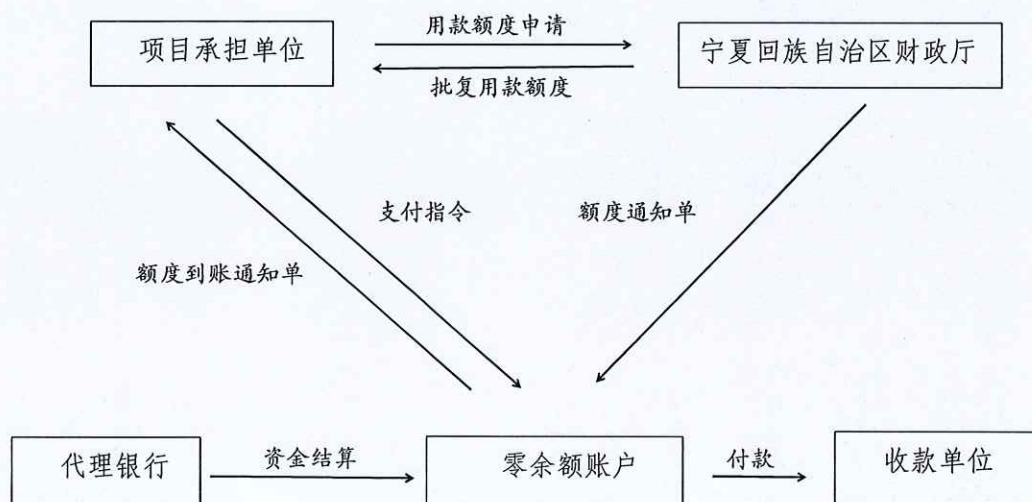 用款额度申请
项目承担单位
宁夏回族自治区财政厅
批复用款额度
支付指令
额度通知单
额度到账通知单
代理银行
资金结算
零余额账户
付款
收款单位